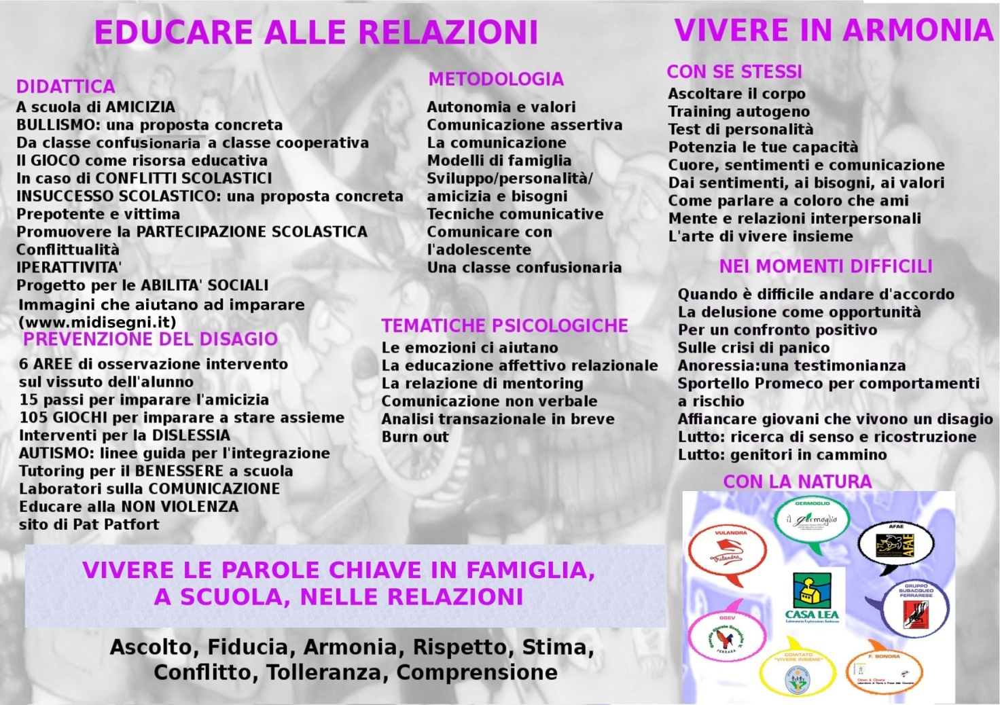 EDUCARE ALLE RELAZIONI
DIDATTICA
A scuola di AMICIZIA
BULLISMO: una proposta concreta
Da classe confusionaria a classe cooperativa
Il GIOCO come risorsa educativa
In caso di CONFLITTI SCOLASTICI
INSUCCESSO SCOLASTICO: una proposta concreta
Prepotente e vittima
Promuovere la PARTECIPAZIONE SCOLASTICA
Conflittualità
IPERATTIVITA'
Progetto per le ABILITA' SOCIALI
Immagini che aiutano ad imparare
(www.midisegni.it)
PREVENZIONE DEL DISAGIO
6 AREE di osservazione intervento
sul vissuto dell'alunno
15 passi per imparare l'amicizia
105 GIOCHI per imparare a stare assieme
Interventi per la DISLESSIA
AUTISMO: linee guida per l'integrazione
Tutoring per il BENESSERE a scuola
Laboratori sulla COMUNICAZIONE
Educare alla NON VIOLENZA
sito di Pat Patfort
METODOLOGIA
Autonomia e valori
Comunicazione assertiva
La comunicazione
Modelli di famiglia
Sviluppo/personalità/
amicizia e bisogni
Tecniche comunicative
Comunicare con
l'adolescente
Una classe confusionaria
TEMATICHE PSICOLOGICHE
Le emozioni ci aiutano
La educazione affettivo relazionale
La relazione di mentoring
Comunicazione non verbale
Analisi transazionale in breve
Burn out
VIVERE IN ARMONIA
CON SE STESSI
Ascoltare il corpo
Training autogeno
Test di personalità
Potenzia le tue capacità
Cuore, sentimenti e comunicazione
Dai sentimenti, ai bisogni, ai valori
Come parlare a coloro che ami
Mente e relazioni interpersonali
L'arte di vivere insieme
NEI MOMENTI DIFFICILI
Quando è difficile andare d'accordo
La delusione come opportunità
Per un confronto positivo
Sulle crisi di panico
Anoressia:una testimonianza
Sportello Promeco per comportamenti
a rischio
Affiancare giovani che vivono un disagio
Lutto: ricerca di senso e ricostruzione
Lutto: genitori in cammino
CON LA NATURA
GERMOGLIO
il germoglio
VULANDRA
Vulandra
AFAE
AFAE
GRUPPO
SUBACQUEO
FERRARESE
CASA LEA
Laboratorio Esplorazione Ambiente
GGEV
Guardie Giurate Ecologiche V.
FERRARA
COMITATO
"VIVERE INSIEME"
F. BONORA
Clown & Clowns
VIVERE LE PAROLE CHIAVE IN FAMIGLIA,
A SCUOLA, NELLE RELAZIONI
Ascolto, Fiducia, Armonia, Rispetto, Stima,
Conflitto, Tolleranza, Comprensione